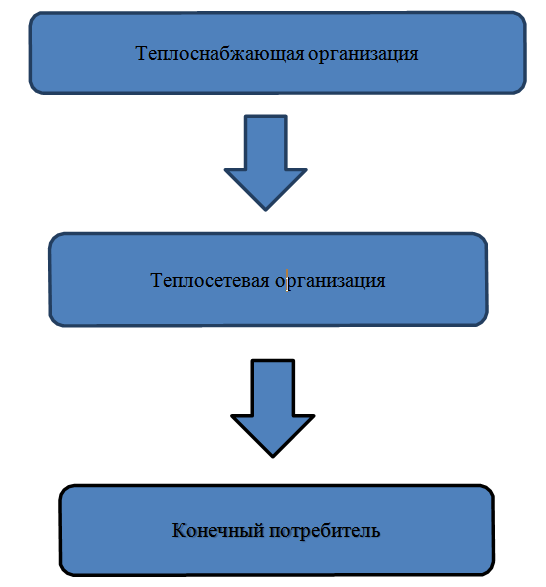 Теплоснабжающая организация
Теплосетевая организация
Конечный потребитель